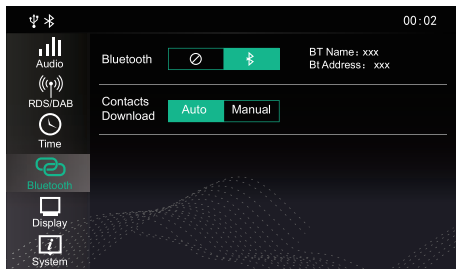 00:02
Audio
RDS/DAB
Time
Bluetooth
Display
System
Bluetooth
BT Name: xxx
Bt Address: xxx
Contacts
Download
Auto
Manual